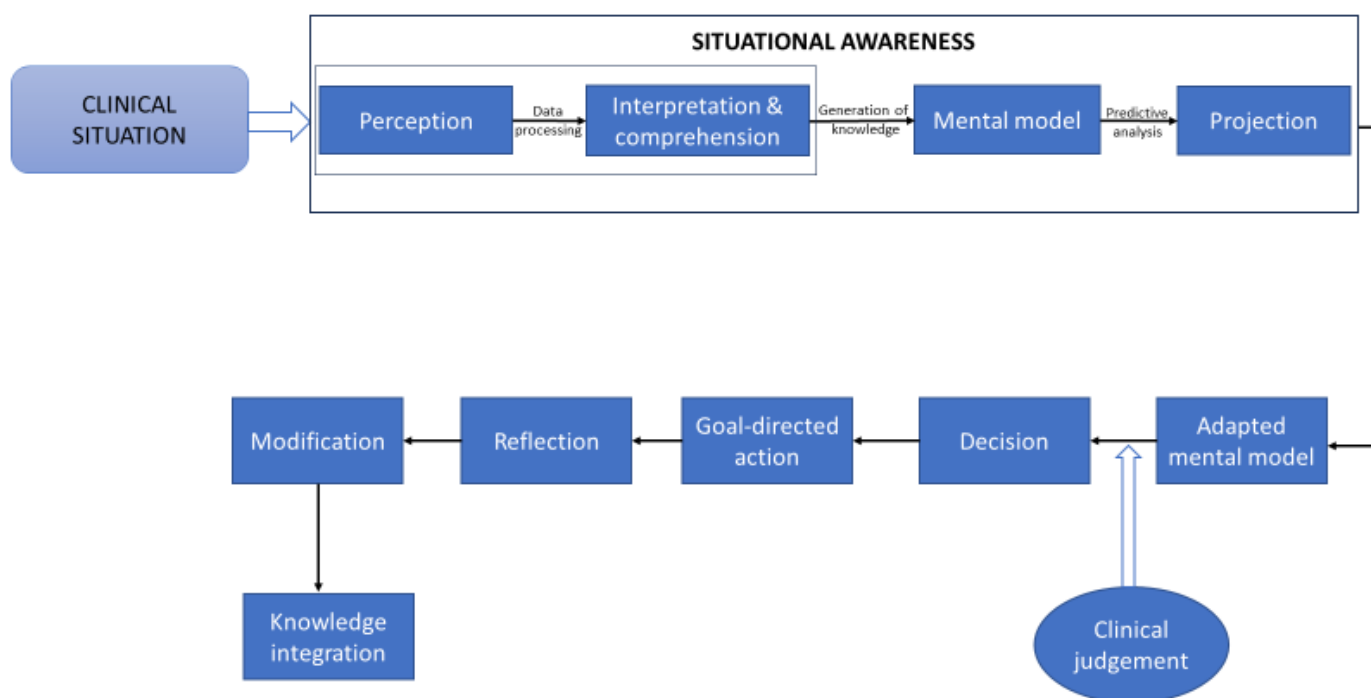 SITUATIONAL AWARENESS
CLINICAL
SITUATION
Perception
Data
processing
Interpretation &
comprehension
Generation of
knowledge
Mental model
Predictive
analysis
Projection
Modification
Reflection
Goal-directed
action
Decision
Adapted
mental model
Knowledge
integration
Clinical
judgement